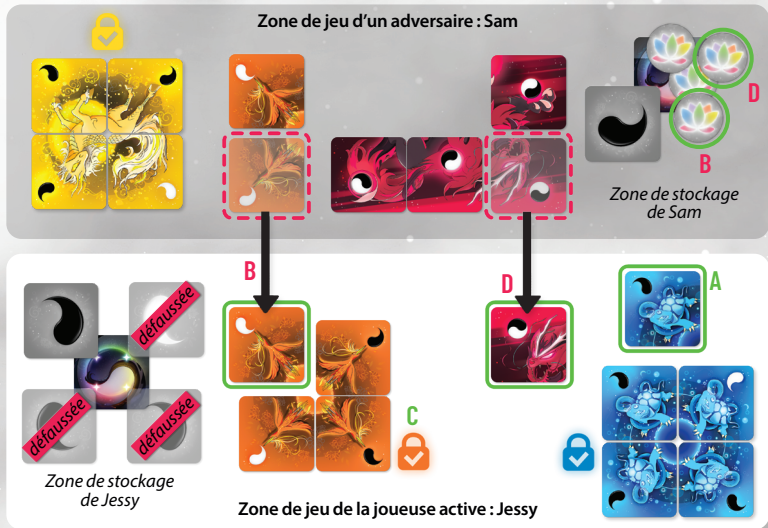 Zone de jeu d'un adversaire : Sam
D
B
Zone de stockage
de Sam
B
D
A
défaussée
défaussée
défaussée
C
Zone de stockage
de Jessy
Zone de jeu de la joueuse active : Jessy